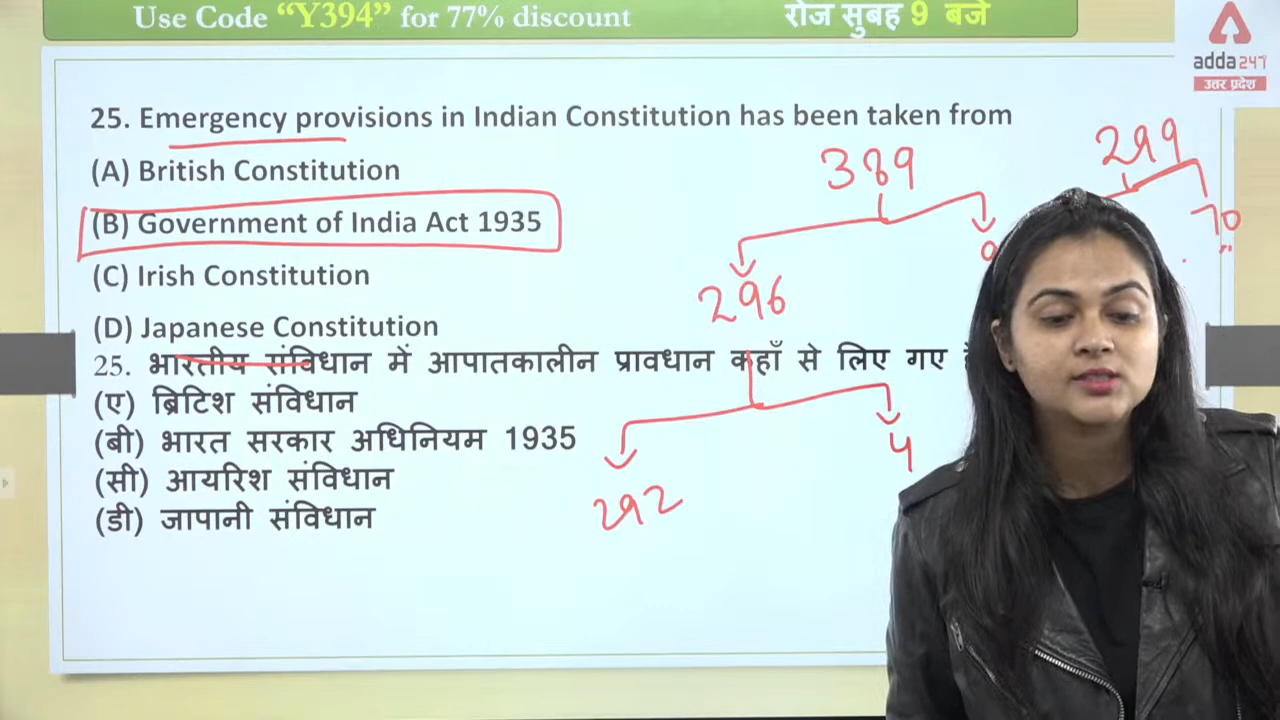 Use Code “Y394” for 77% discount
रोज सुबह 9 बजे
adda247
उत्तर प्रदेश
25. Emergency provisions in Indian Constitution has been taken from
(A) British Constitution
(B) Government of India Act 1935
(C) Irish Constitution
(D) Japanese Constitution
25. भारतीय संविधान में आपातकालीन प्रावधान कहाँ से लिए गए
(ए) ब्रिटिश संविधान
(बी) भारत सरकार अधिनियम 1935
(सी) आयरिश संविधान
(डी) जापानी संविधान
389
296
292
4
299
70